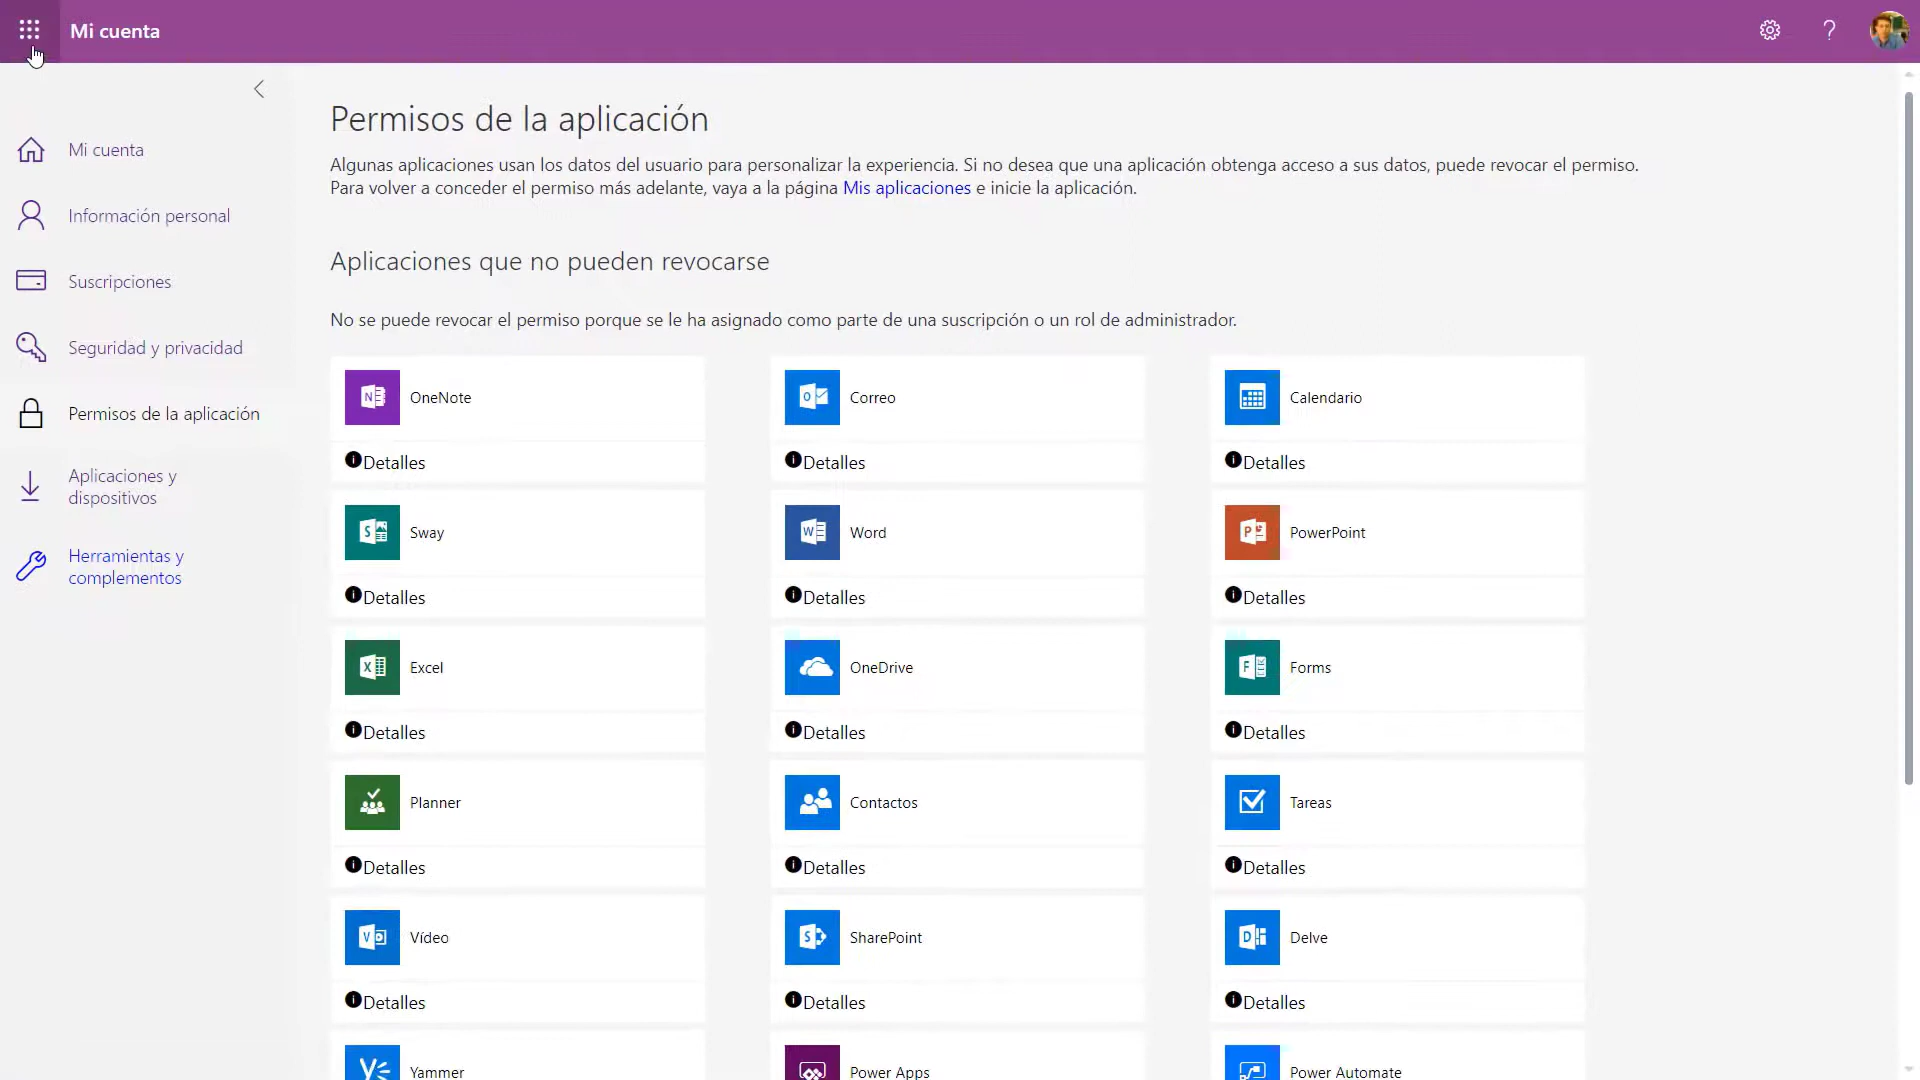 Mi cuenta
?
Mi cuenta
Información personal
Suscripciones
Seguridad y privacidad
Permisos de la aplicación
Aplicaciones y
dispositivos
Herramientas y
complementos
Permisos de la aplicación
Algunas aplicaciones usan los datos del usuario para personalizar la experiencia. Si no desea que una aplicación obtenga acceso a sus datos, puede revocar el permiso.
Para volver a conceder el permiso más adelante, vaya a la página Mis aplicaciones e inicie la aplicación.
Aplicaciones que no pueden revocarse
No se puede revocar el permiso porque se le ha asignado como parte de una suscripción o un rol de administrador.
OneNote
Correo
Calendario
Detalles
Detalles
Detalles
Sway
Word
PowerPoint
Detalles
Detalles
Detalles
Excel
OneDrive
Forms
Detalles
Detalles
Detalles
Planner
Contactos
Tareas
Detalles
Detalles
Detalles
Vídeo
SharePoint
Delve
Detalles
Detalles
Detalles
Yammer
Power Apps
Power Automate